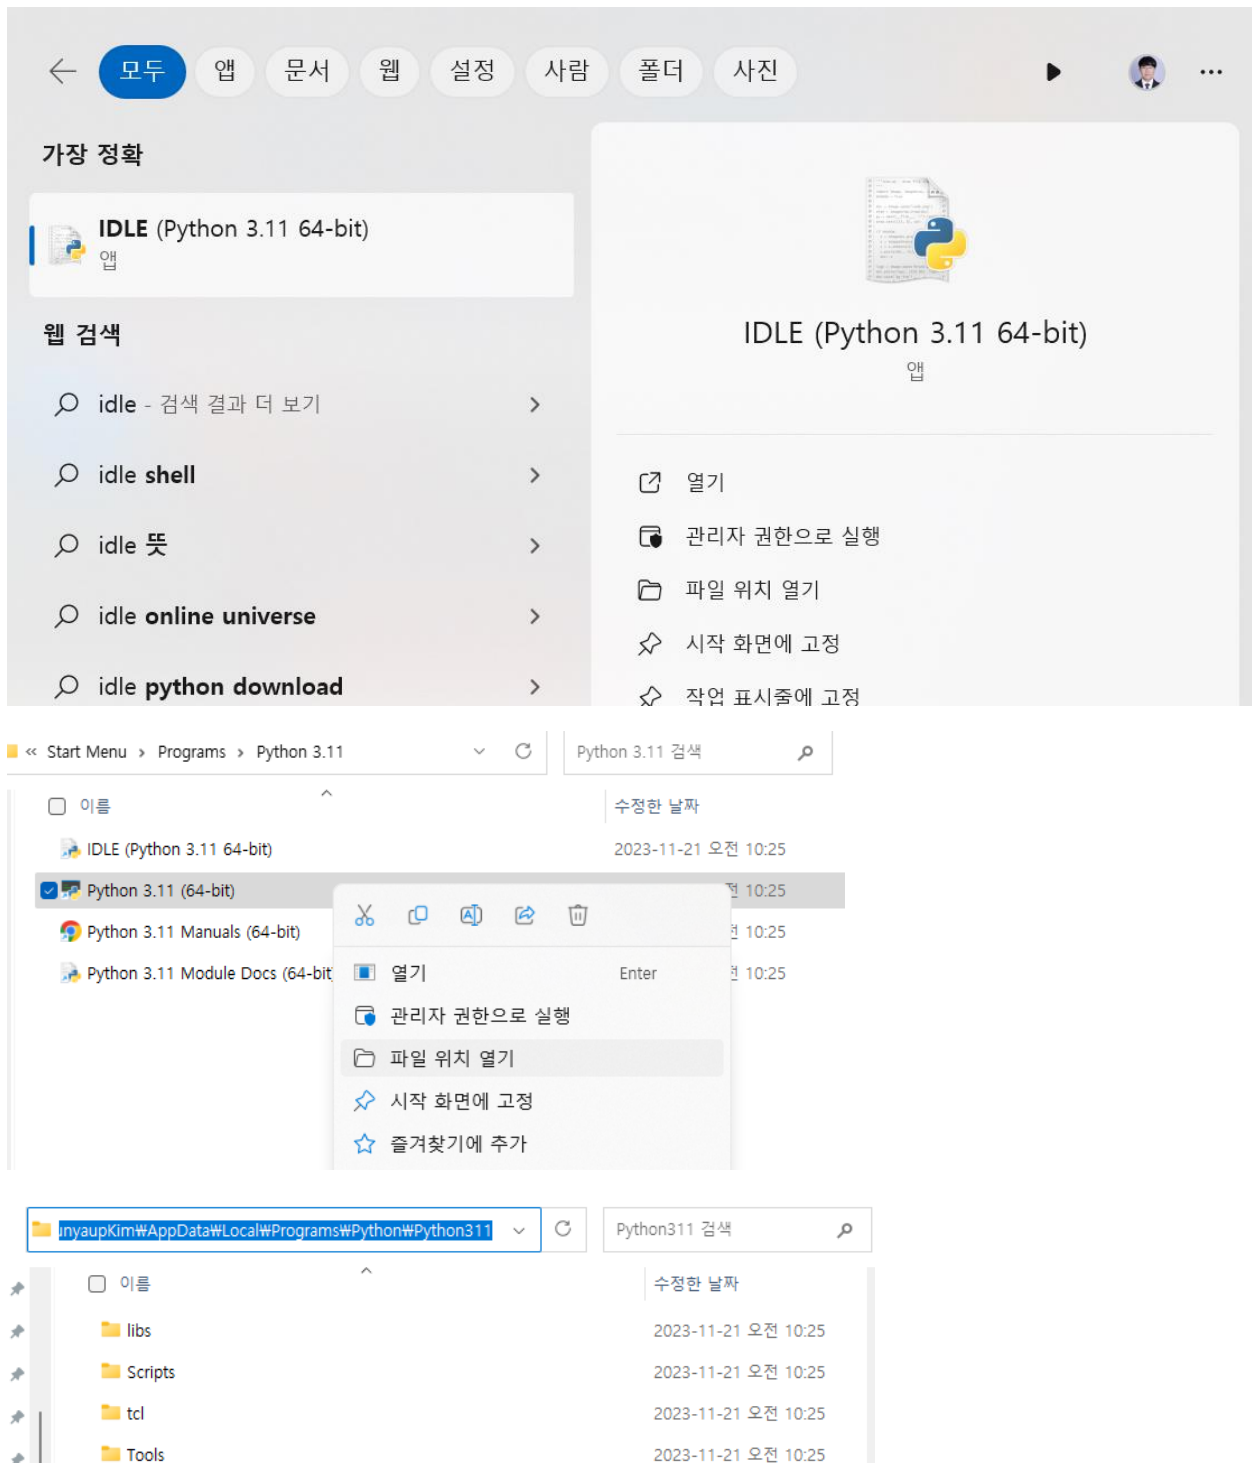 모두 앱 문서 웹 설정 사람 폴더 사진
가장 정확
IDLE (Python 3.11 64-bit)
앱
웹 검색
idle - 검색 결과 더 보기
idle shell
idle 뜻
idle online universe
idle python download
IDLE (Python 3.11 64-bit)
앱
열기
관리자 권한으로 실행
파일 위치 열기
시작 화면에 고정
작업 표시줄에 고정
« Start Menu › Programs › Python 3.11
Python 3.11 검색
이름 수정한 날짜
IDLE (Python 3.11 64-bit) 2023-11-21 오전 10:25
Python 3.11 (64-bit) 10:25
Python 3.11 Manuals (64-bit) 10:25
Python 3.11 Module Docs (64-bit 10:25
열기 Enter
관리자 권한으로 실행
파일 위치 열기
시작 화면에 고정
즐겨찾기에 추가
unyaupKim₩AppData₩Local₩Programs₩Python₩Python311
Python311 검색
이름 수정한 날짜
libs 2023-11-21 오전 10:25
Scripts 2023-11-21 오전 10:25
tcl 2023-11-21 오전 10:25
Tools 2023-11-21 오전 10:25